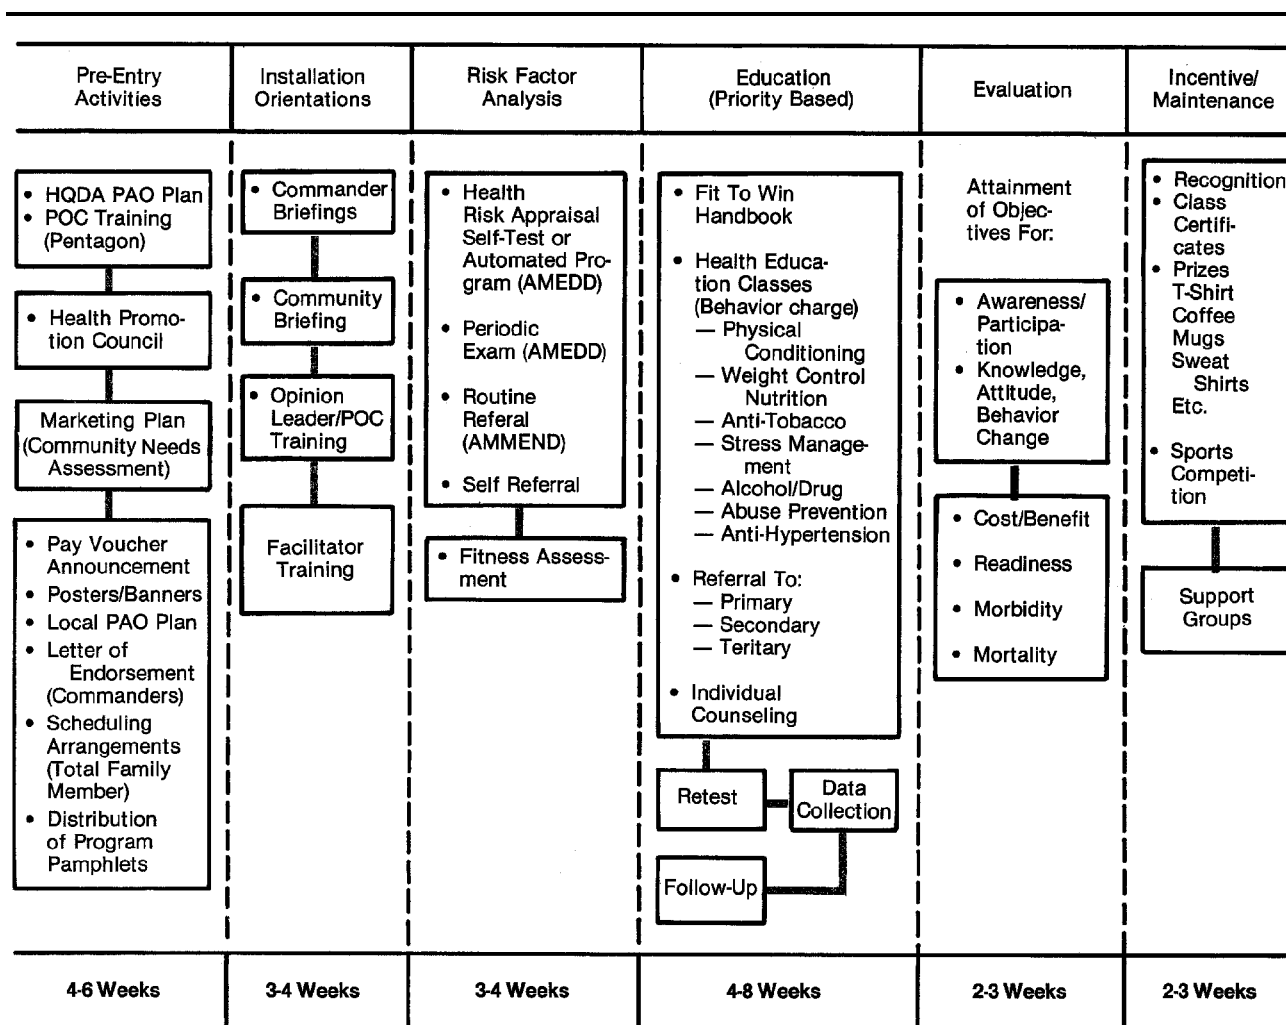 Pre-Entry
Activities
Installation
Orientations
Risk Factor
Analysis
Education
(Priority Based)
Evaluation
Incentive/
Maintenance
• HQDA PAO Plan
• POC Training
(Pentagon)
• Health Promo-
tion Council
Marketing Plan
(Community Needs
Assessment)
• Pay Voucher
Announcement
• Posters/Banners
• Local PAO Plan
• Letter of
Endorsement
(Commanders)
• Scheduling
Arrangements
(Total Family
Member)
• Distribution
of Program
Pamphlets
• Commander
Briefings
• Community
Briefing
• Opinion
Leader/POC
Training
Facilitator
Training
• Health
Risk Appraisal
Self-Test or
Automated Pro-
gram (AMEDD)
• Periodic
Exam (AMEDD)
• Routine
Referal
(AMMEND)
• Self Referral
• Fitness Assess-
ment
• Fit To Win
Handbook
• Health Educa-
tion Classes
(Behavior charge)
— Physical
Conditioning
— Weight Control
Nutrition
— Anti-Tobacco
— Stress Manage-
ment
— Alcohol/Drug
— Abuse Prevention
— Anti-Hypertension
• Referral To:
— Primary
— Secondary
— Teritary
• Individual
Counseling
Retest
Data
Collection
Follow-Up
Attainment
of Objec-
tives For:
• Awareness/
Participa-
tion
• Knowledge,
Attitude,
Behavior
Change
• Cost/Benefit
• Readiness
• Morbidity
• Mortality
• Recognition
• Class
Certifi-
cates
• Prizes
T-Shirt
Coffee
Mugs
Sweat
Shirts
Etc.
• Sports
Competi-
tion
Support
Groups
4-6 Weeks
3-4 Weeks
3-4 Weeks
4-8 Weeks
2-3 Weeks
2-3 Weeks